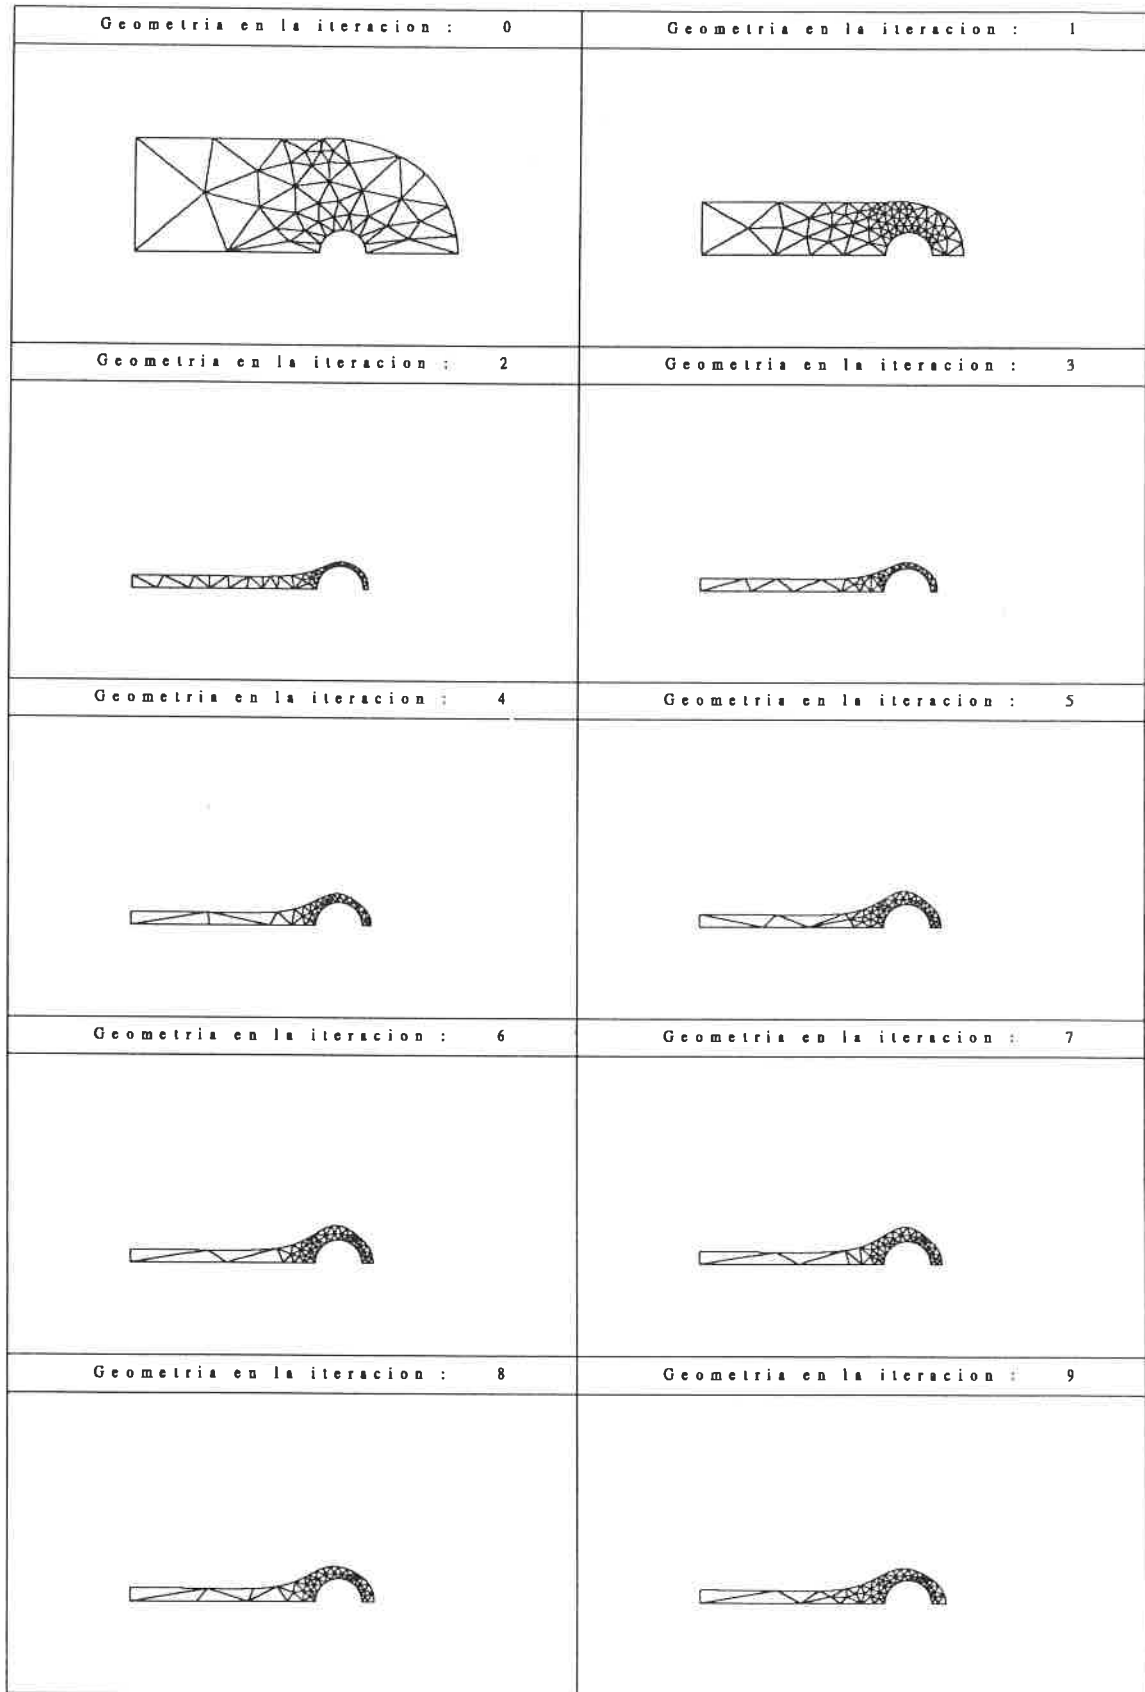 Geometria en la iteracion : 0
Geometria en la iteracion : 1
Geometria en la iteracion : 2
Geometria en la iteracion : 3
Geometria en la iteracion : 4
Geometria en la iteracion : 5
Geometria en la iteracion : 6
Geometria en la iteracion : 7
Geometria en la iteracion : 8
Geometria en la iteracion : 9